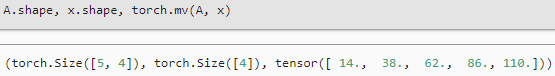 A.shape, x.shape, torch.mv(A, x)
(torch.Size([5, 4]), torch.Size([4]), tensor([ 14.,  38.,  62.,  86., 110.]))